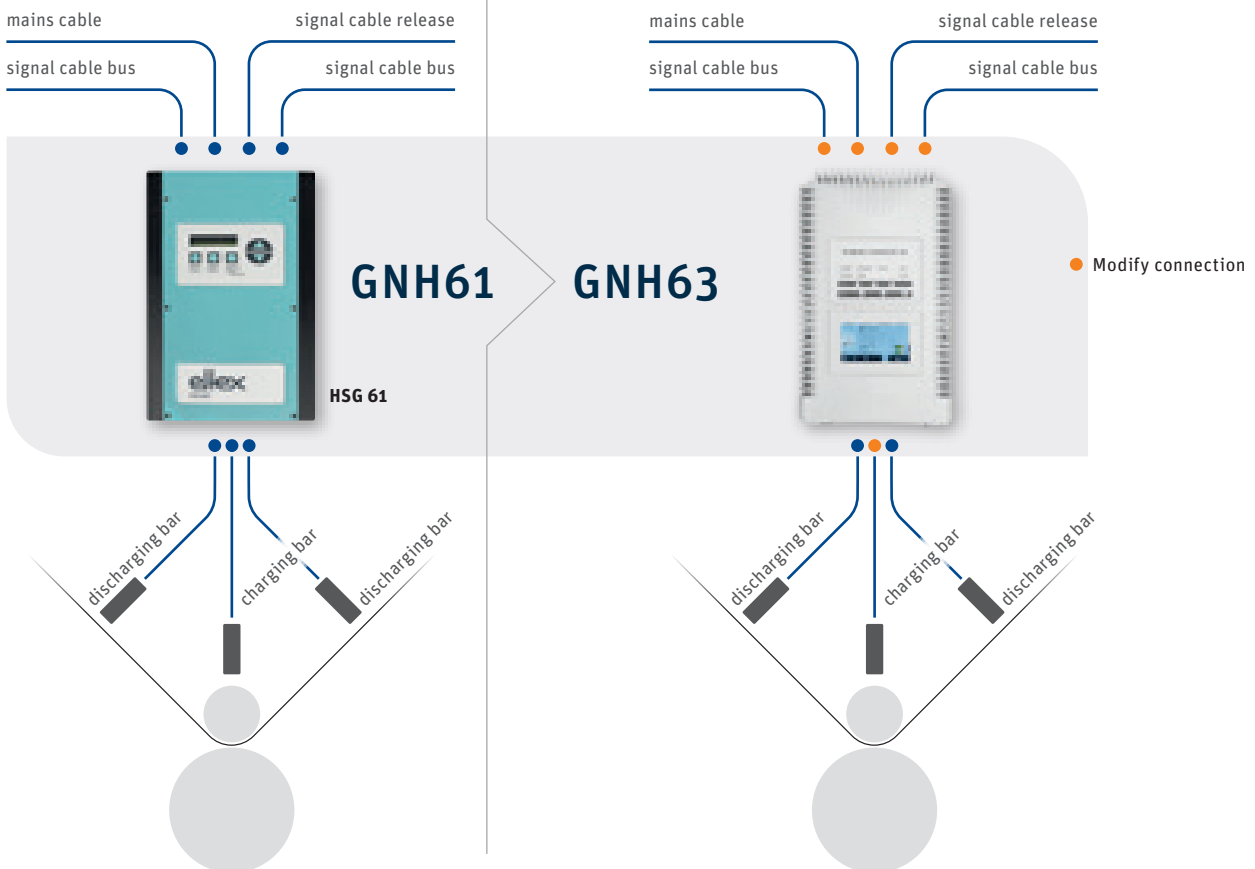 mains cable
signal cable release
signal cable bus
signal cable bus
mains cable
signal cable release
signal cable bus
signal cable bus
GNH61
GNH63
Modify connection
eltex
HSG 61
discharging bar
charging bar
discharging bar
discharging bar
charging bar
discharging bar